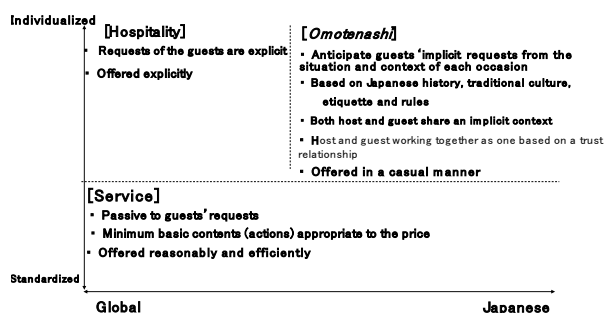 Individualized
[Hospitality]
▪ Requests of the guests are explicit
▪ Offered explicitly
[Omotenashi]
▪ Anticipate guests ‘implicit requests from the
situation and context of each occasion
▪ Based on Japanese history, traditional culture,
etiquette and rules
▪ Both host and guest share an implicit context
▪ Host and guest working together as one based on a trust
relationship
▪ Offered in a casual manner
[Service]
▪ Passive to guests’ requests
▪ Minimum basic contents (actions) appropriate to the price
▪ Offered reasonably and efficiently
Standardized
Global
Japanese